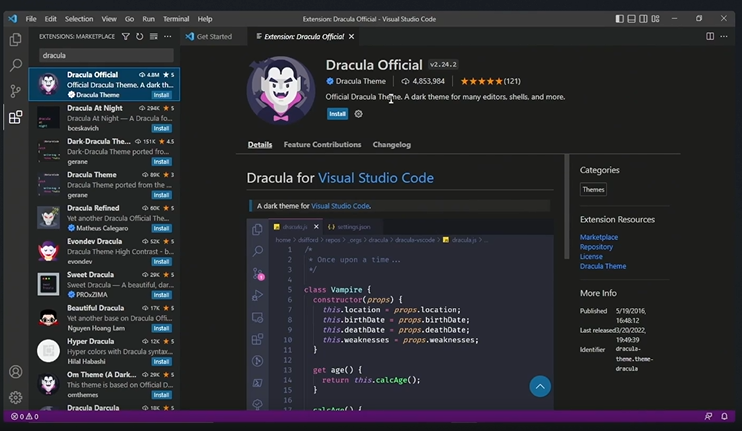 File Edit Selection View Go Run Terminal Help
Extension: Dracula Official - Visual Studio Code
EXTENSIONS: MARKETPLACE
dracula
Dracula Official 4.8M 5
Official Dracula Theme. A dark th...
Dracula Theme Install
Dracula At Night 294K 5
Dracula At Night — A Dracula fo...
bceskavich Install
Dark-Dracula The... 151K 4.5
Dark-Dracula Theme ported fro...
gerane Install
Dracula Theme 89K 3
Dracula Theme ported from the ...
gerane Install
Dracula Refined 60K 5
Yet another Dracula Official The...
Matheus Calegaro Install
Evondev Dracula 52K 5
Dracula Theme High Contrast - b...
evondev Install
Sweet Dracula 29K 5
Sweet Dracula — A beautiful, dar...
PROxZIMA Install
Beautiful Dracula 17K 5
Yet another base on Dracula Offi...
Nguyen Hoang Lam Install
Hyper Dracula 12K 5
Hyper colors with Dracula syntax...
Hilal Habashi Install
Om Theme (A Dark... 29K 5
This theme is based on Official D...
omthemes Install
Dracula Darcula 18K 5
0 0
Get Started
Extension: Dracula Official
Dracula Official v2.24.2
Dracula Theme 4,853,984 (121)
Official Dracula Theme. A dark theme for many editors, shells, and more.
Install
Details Feature Contributions Changelog
Dracula for Visual Studio Code
A dark theme for Visual Studio Code.
dracula.js settings.json
home dafford repos _args dracula dracula-vscode dracula.js ...
1 /*
2 * Once upon a time...
3 */
4
5 class Vampire {
6 constructor(props) {
7 this.location = props.location;
8 this.birthDate = props.birthDate;
9 this.deathDate = props.deathDate;
10 this.weaknesses = props.weaknesses;
11 }
12
13 get age() {
14 return this.calcAge();
15 }
16
17 calcAge() {
Categories
Themes
Extension Resources
Marketplace
Repository
License
Dracula Theme
More Info
Published 5/19/2016,
16:48:12
Last released 3/20/2022,
19:49:39
Identifier dracula-
theme.theme-
dracula